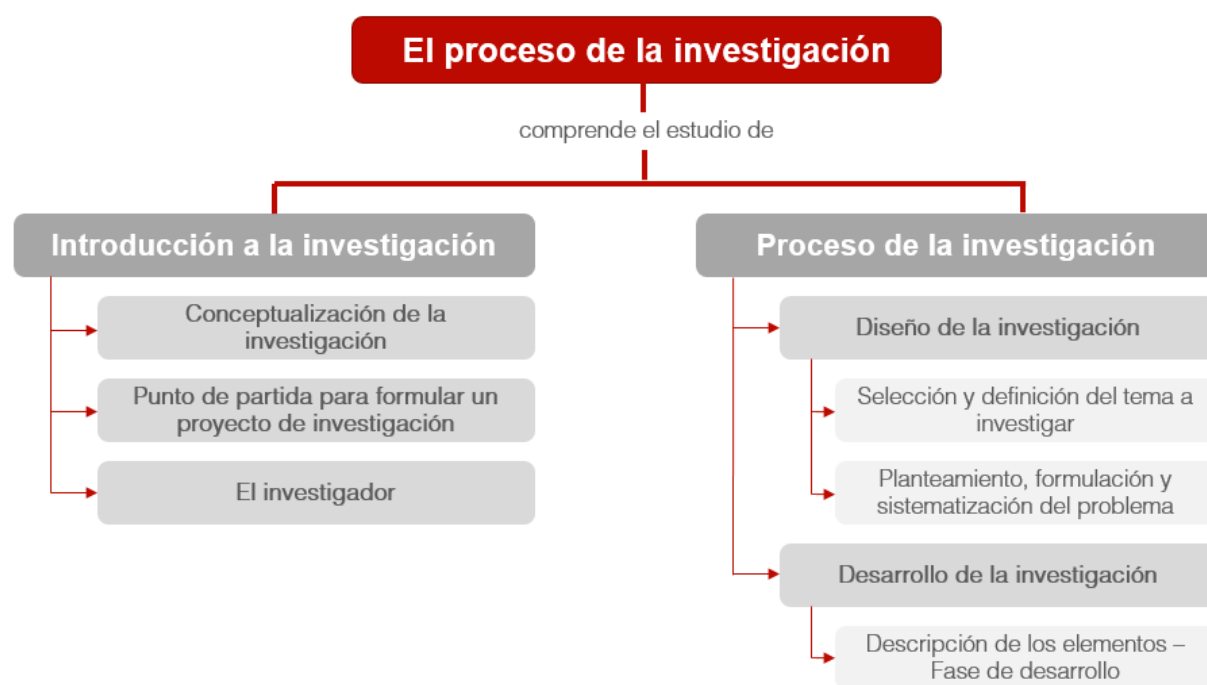 El proceso de la investigación
comprende el estudio de
Introducción a la investigación
Conceptualización de la
investigación
Punto de partida para formular un
proyecto de investigación
El investigador
Proceso de la investigación
Diseño de la investigación
Selección y definición del tema a
investigar
Planteamiento, formulación y
sistematización del problema
Desarrollo de la investigación
Descripción de los elementos –
Fase de desarrollo